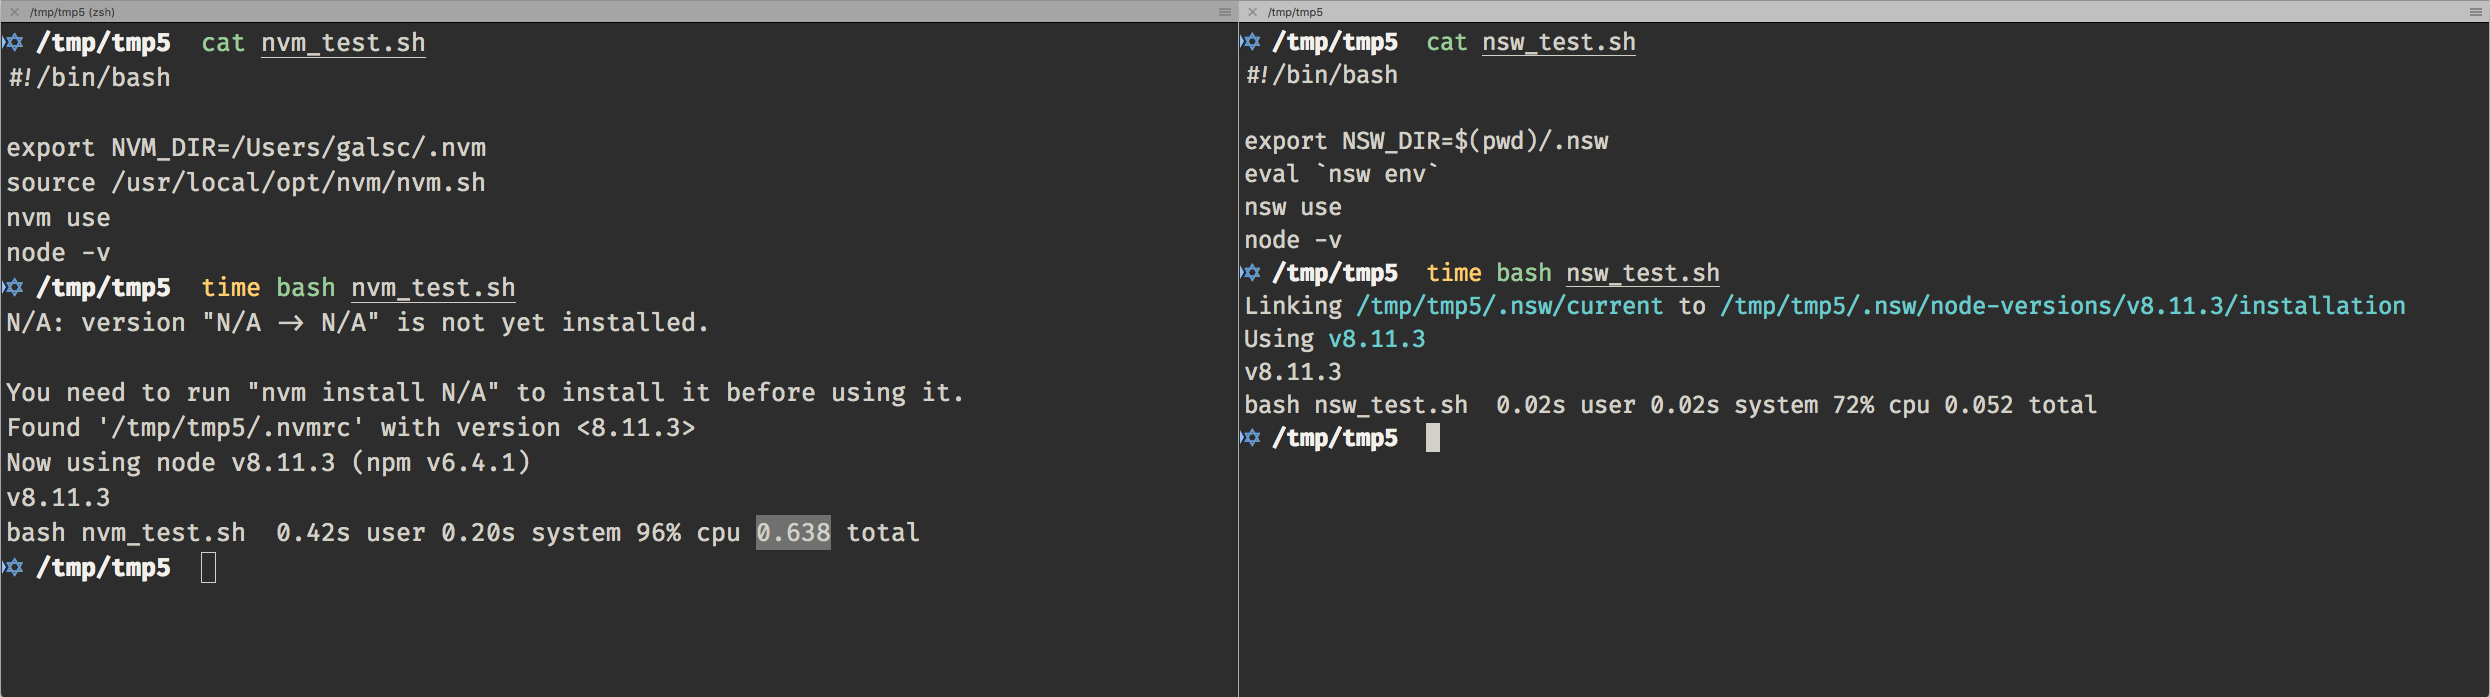 /tmp/tmp5 (zsh)
/tmp/tmp5 cat nvm_test.sh
#!/bin/bash
export NVM_DIR=/Users/galsc/.nvm
source /usr/local/opt/nvm/nvm.sh
nvm use
node -v
/tmp/tmp5 time bash nvm_test.sh
N/A: version "N/A -> N/A" is not yet installed.
You need to run "nvm install N/A" to install it before using it.
Found '/tmp/tmp5/.nvmrc' with version <8.11.3>
Now using node v8.11.3 (npm v6.4.1)
v8.11.3
bash nvm_test.sh 0.42s user 0.20s system 96% cpu 0.638 total
/tmp/tmp5
/tmp/tmp5
/tmp/tmp5 cat nsw_test.sh
#!/bin/bash
export NSW_DIR=$(pwd)/.nsw
eval `nsw env`
nsw use
node -v
/tmp/tmp5 time bash nsw_test.sh
Linking /tmp/tmp5/.nsw/current to /tmp/tmp5/.nsw/node-versions/v8.11.3/installation
Using v8.11.3
v8.11.3
bash nsw_test.sh 0.02s user 0.02s system 72% cpu 0.052 total
/tmp/tmp5